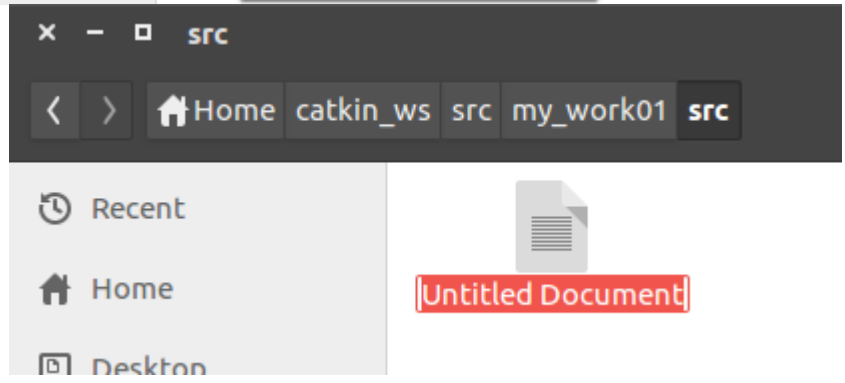 src
Home catkin_ws src my_work01 src
Recent
Home
Untitled Document
Desktop